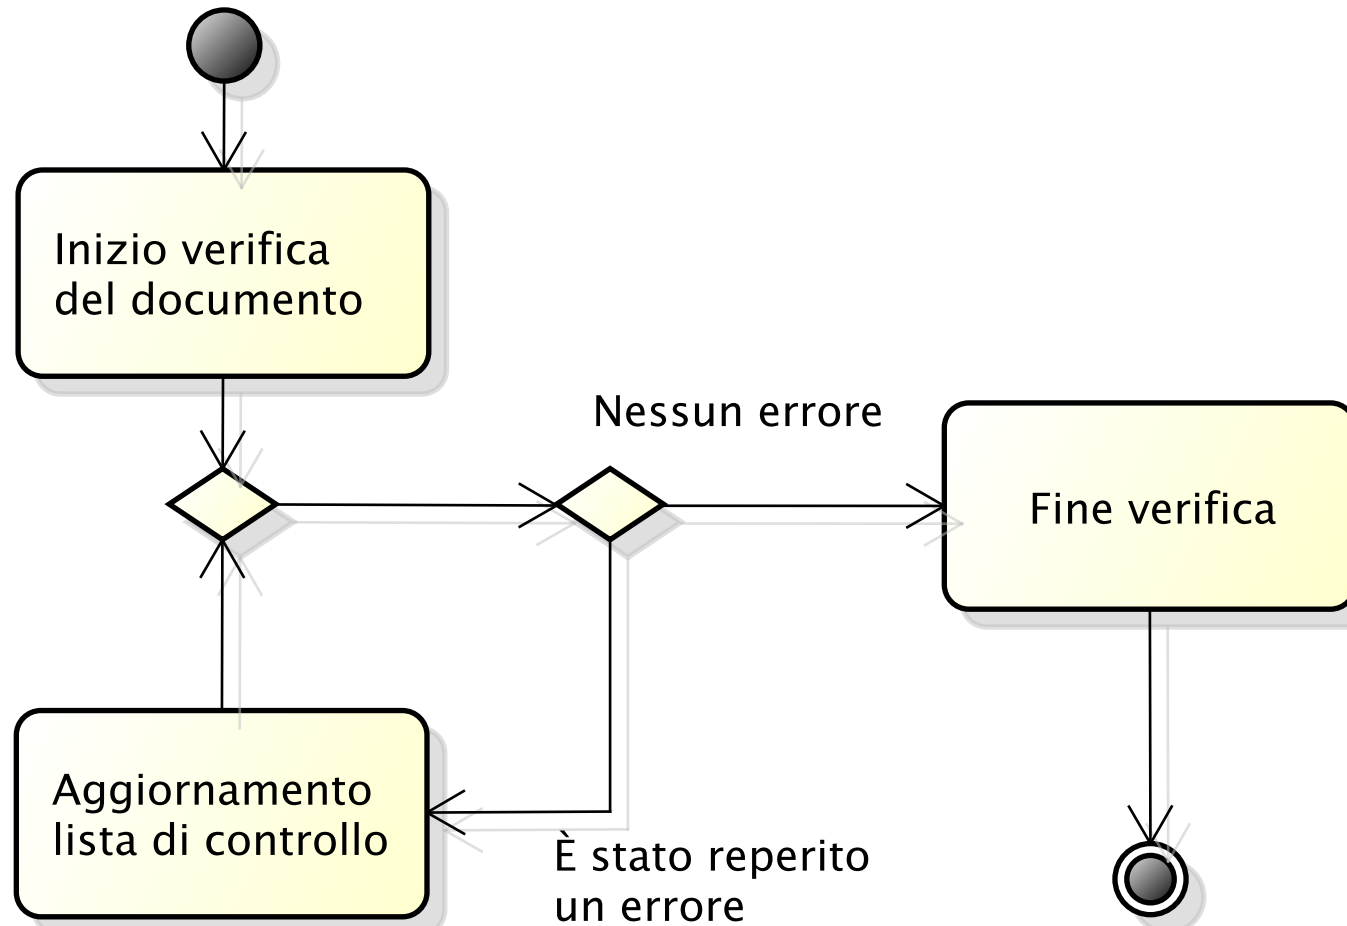 Inizio verifica
del documento
Nessun errore
Fine verifica
Aggiornamento
lista di controllo
È stato reperito
un errore